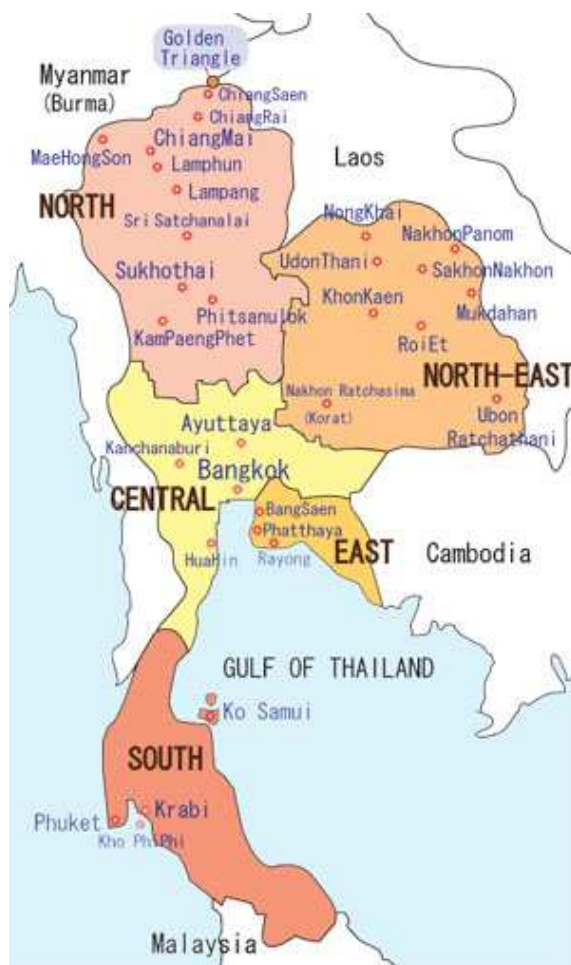 Golden
Triangle
Myanmar
(Burma)
ChiangSaen
ChiangRai
MaeHongSon
ChiangMai
Lamphun
Laos
NORTH
Lampang
Sri Satchanalai
NongKhai
NakhonPanom
UdonThani
SakhonNakhon
Sukhothai
KhonKaen
Mukdahan
Phitsanulok
KamPaengPhet
RoiEt
NORTH-EAST
Nakhon Ratchasima
(Korat)
Ubon
Ratchathani
Ayuttaya
Kanchanaburi
Bangkok
CENTRAL
BangSaen
Phatthaya
EAST
Cambodia
HuaHin
Rayong
GULF OF THAILAND
Ko Samui
SOUTH
Krabi
Phuket
Kho PhiPhi
Malaysia